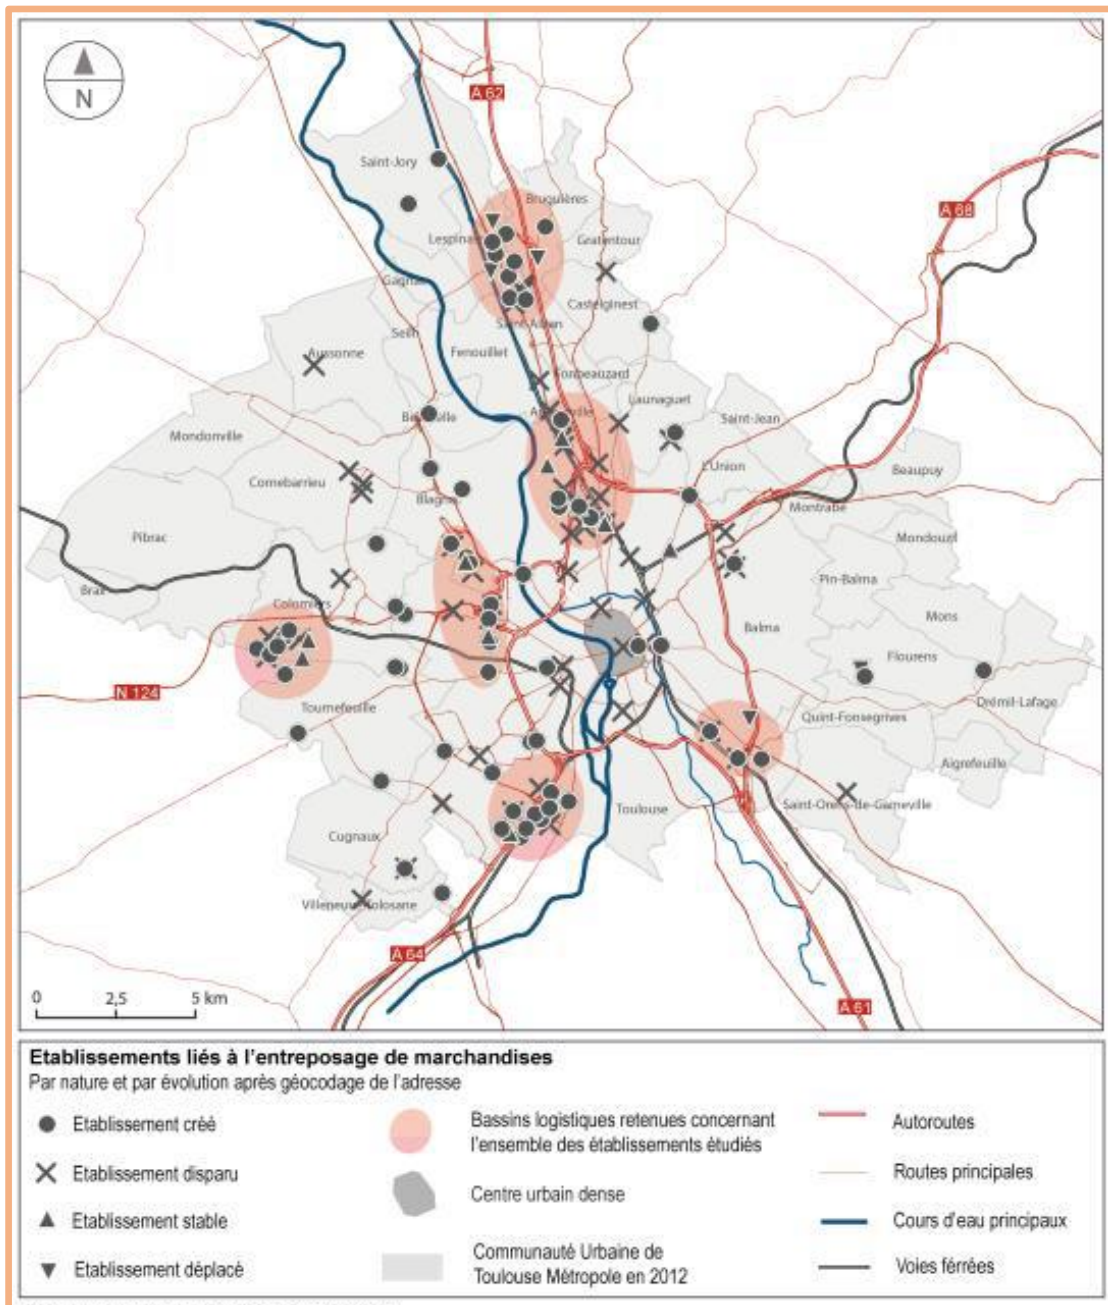 A 62
N
Saint-Jory
Bruguières
A 68
Gratentour
Castelginest
Seilh
Aussonne
Fenouillet
Fonbeauzard
Launaguet
Saint-Jean
Mondonville
L'Union
Beaupuy
Cornebarrieu
Montrabé
Pibrac
Mondouzil
Pin-Balma
Brax
Colomiers
Mons
Balma
Flourens
N 124
Drémil-Lafage
Tournefeuille
Quint-Fonsegrives
Aigrefeuille
Toulouse
Saint-Orens-de-Gameville
Cugnaux
A 64
0 2,5 5 km
A 61
Etablissements liés à l'entreposage de marchandises
Par nature et par évolution après géocodage de l'adresse
Etablissement créé
Etablissement disparu
Etablissement stable
Etablissement déplacé
Bassins logistiques retenues concernant
l'ensemble des établissements étudiés
Centre urbain dense
Communauté Urbaine de
Toulouse Métropole en 2012
Autoroutes
Routes principales
Cours d'eau principaux
Voies férrées